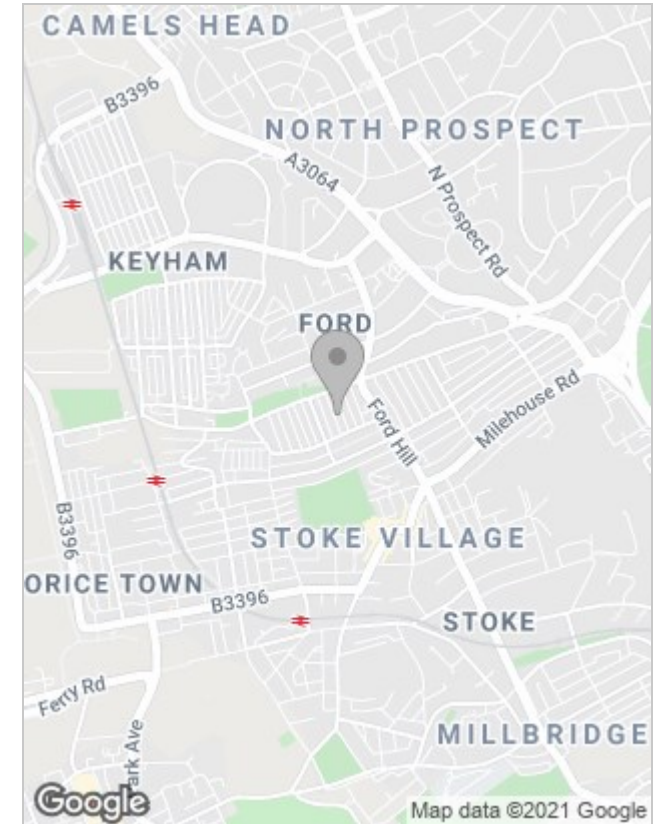 CAMELS HEAD
B3396
NORTH PROSPECT
A3064
N Prospect Rd
KEYHAM
FORD
Ford Hill
Milehouse Rd
B3396
STOKE VILLAGE
ORICE TOWN
B3396
STOKE
Ferry Rd
ark Ave
MILLBRIDGE
Google
Map data ©2021 Google